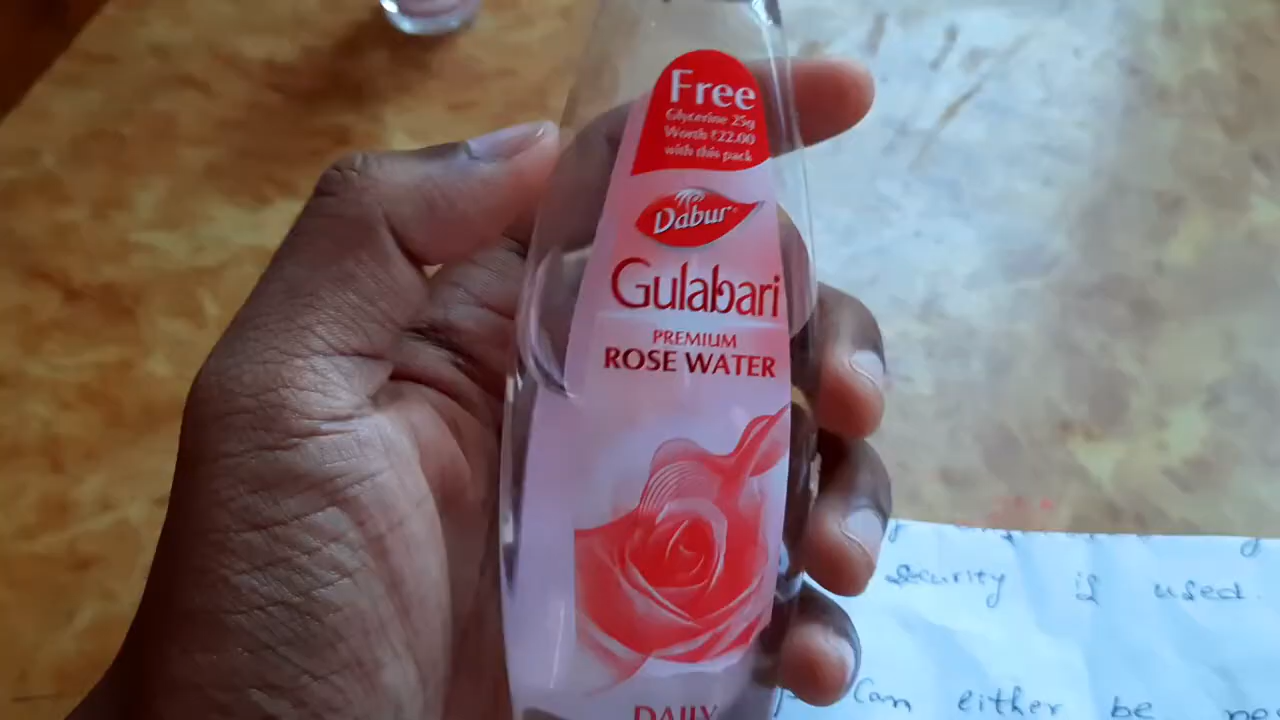 Free
Glycerine 25g
Worth ₹22.00
with this pack
Dabur
Gulabari
PREMIUM
ROSE WATER
DAILY
security is used.
Can either be